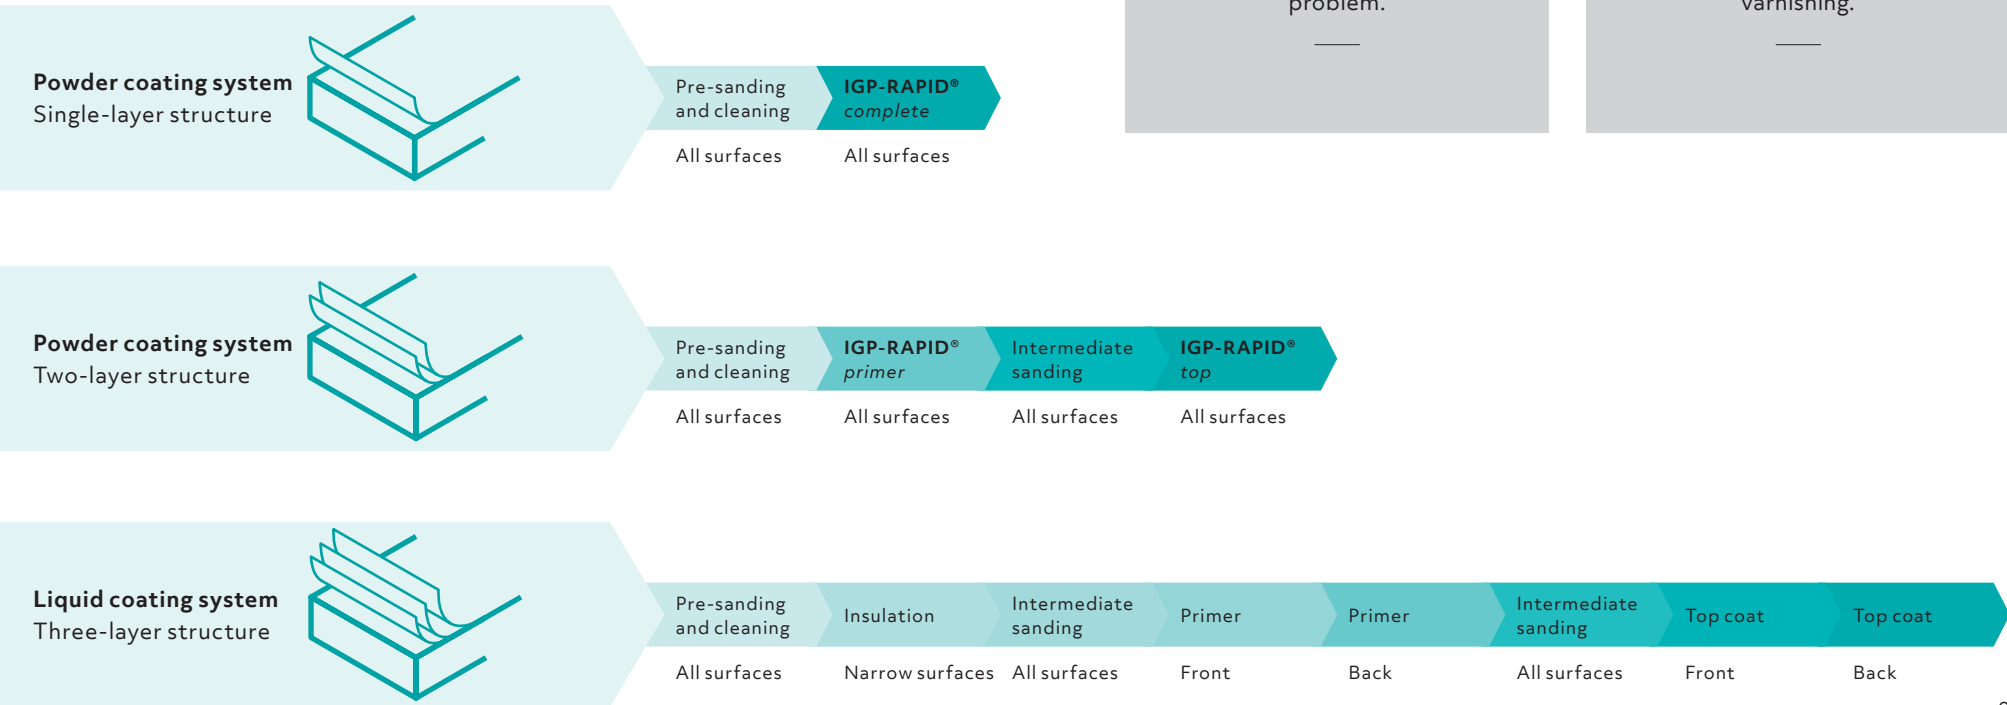 problem.
varnishing.
Powder coating system
Single-layer structure
Pre-sanding
and cleaning
IGP-RAPID®
complete
All surfaces
All surfaces
Powder coating system
Two-layer structure
Pre-sanding
and cleaning
IGP-RAPID®
primer
Intermediate
sanding
IGP-RAPID®
top
All surfaces
All surfaces
All surfaces
All surfaces
Liquid coating system
Three-layer structure
Pre-sanding
and cleaning
Insulation
Intermediate
sanding
Primer
Primer
Intermediate
sanding
Top coat
Top coat
All surfaces
Narrow surfaces
All surfaces
Front
Back
All surfaces
Front
Back